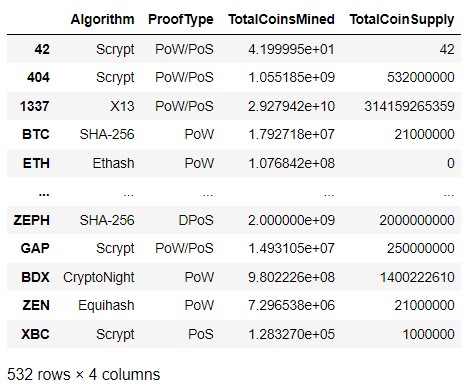 Algorithm ProofType TotalCoinsMined TotalCoinSupply
42 Scrypt PoW/PoS 4.199995e+01 42
404 Scrypt PoW/PoS 1.055185e+09 532000000
1337 X13 PoW/PoS 2.927942e+10 314159265359
BTC SHA-256 PoW 1.792718e+07 21000000
ETH Ethash PoW 1.076842e+08 0
... ... ... ... ...
ZEPH SHA-256 DPoS 2.000000e+09 2000000000
GAP Scrypt PoW/PoS 1.493107e+07 250000000
BDX CryptoNight PoW 9.802226e+08 1400222610
ZEN Equihash PoW 7.296538e+06 21000000
XBC Scrypt PoS 1.283270e+05 1000000
532 rows × 4 columns